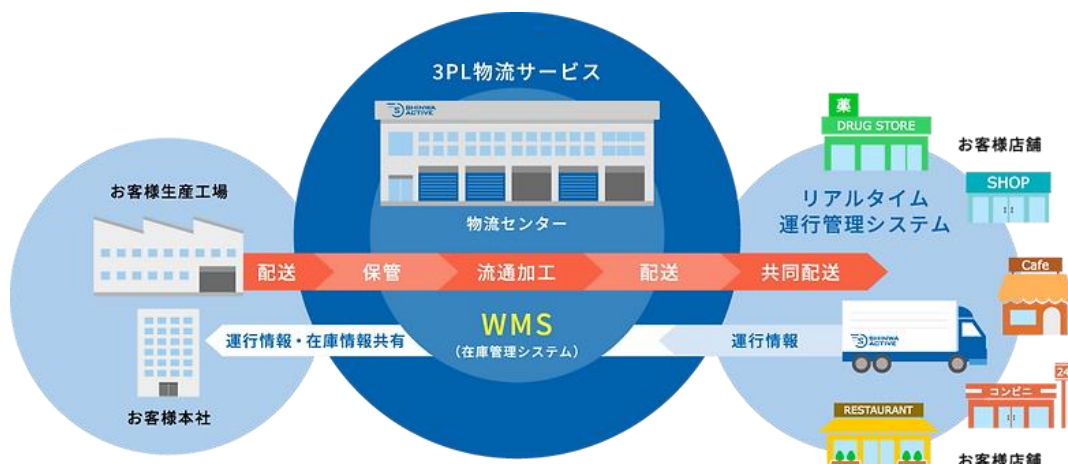 3PL物流サービス
SHINWA
ACTIVE
物流センター
お客様生産工場
お客様本社
薬
DRUG STORE
お客様店舗
SHOP
リアルタイム
運行管理システム
Cafe
配送
保管
流通加工
配送
共同配送
WMS
(在庫管理システム)
運行情報・在庫情報共有
運行情報
SHINWA
ACTIVE
24
コンビニ
RESTAURANT
お客様店舗